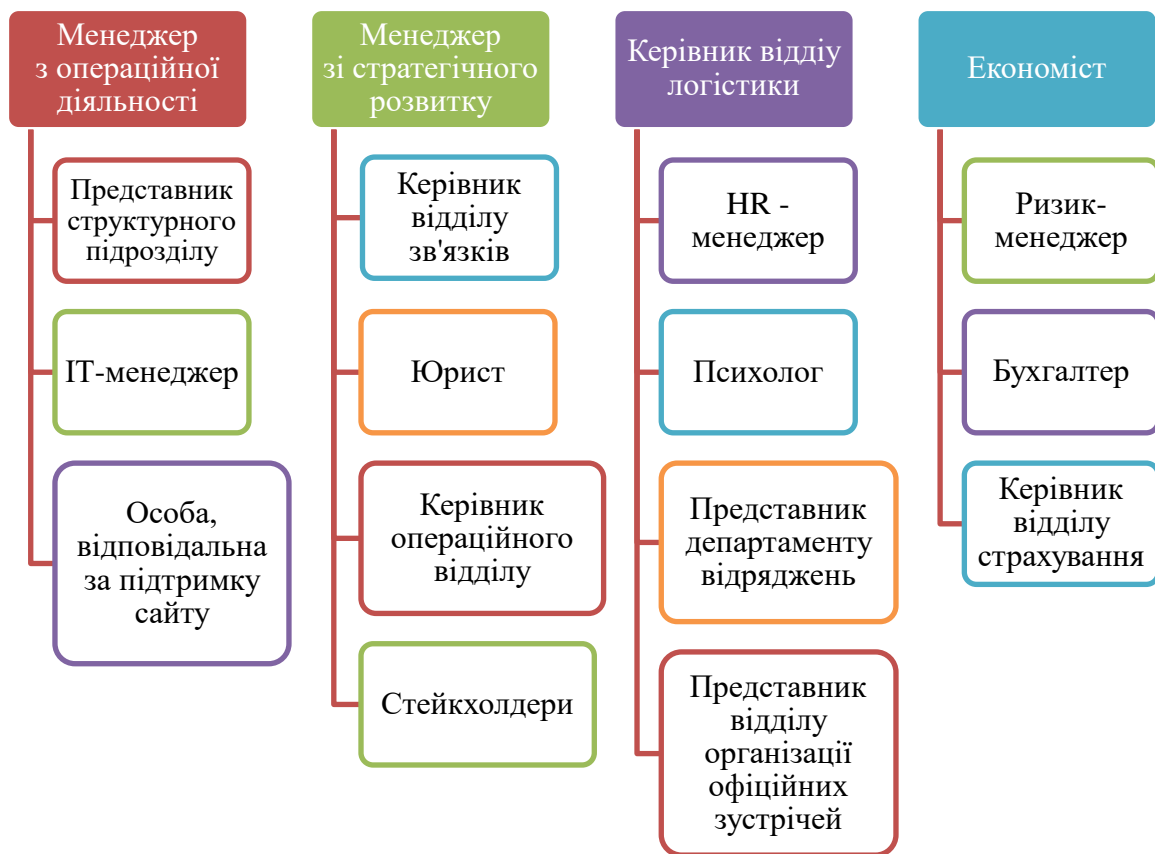 Менеджер
з операційної
діяльності
Представник
структурного
підрозділу
ІТ-менеджер
Особа,
відповідальна
за підтримку
сайту
Менеджер
зі стратегічного
розвитку
Керівник
відділу
зв'язків
Юрист
Керівник
операційного
відділу
Стейкхолдери
Керівник віддіу
логістики
HR -
менеджер
Психолог
Представник
департаменту
відряджень
Представник
відділу
організації
офіційних
зустрічей
Економіст
Ризик-
менеджер
Бухгалтер
Керівник
відділу
страхування